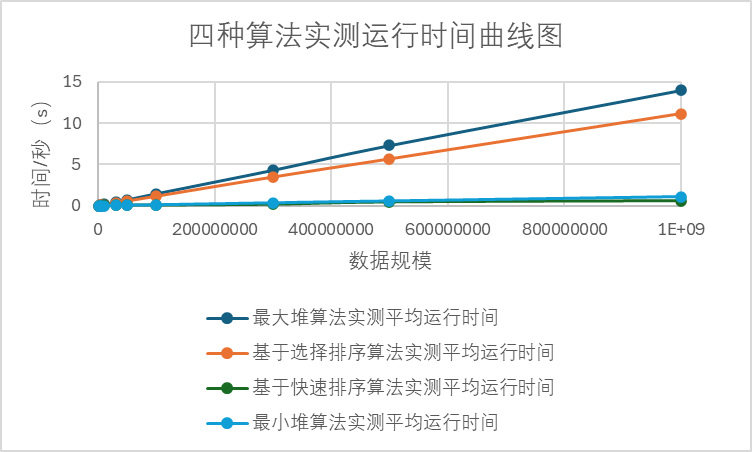 四种算法实测运行时间曲线图
时间/秒（s）
15
10
5
0
0
200000000
400000000
600000000
800000000
1E+09
数据规模
最大堆算法实测平均运行时间
基于选择排序算法实测平均运行时间
基于快速排序算法实测平均运行时间
最小堆算法实测平均运行时间